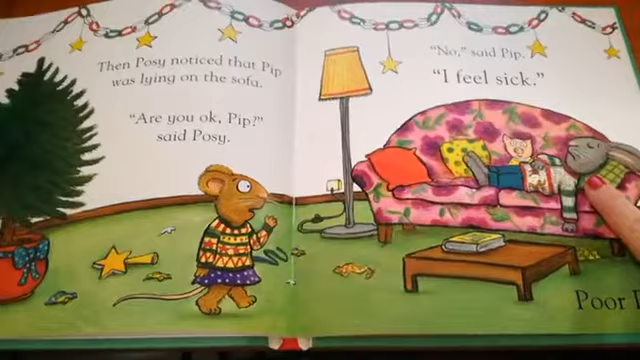 Then Posy noticed that Pip
was lying on the sofa.
"Are you ok, Pip?"
said Posy.
"No," said Pip.
"I feel sick."
Poor